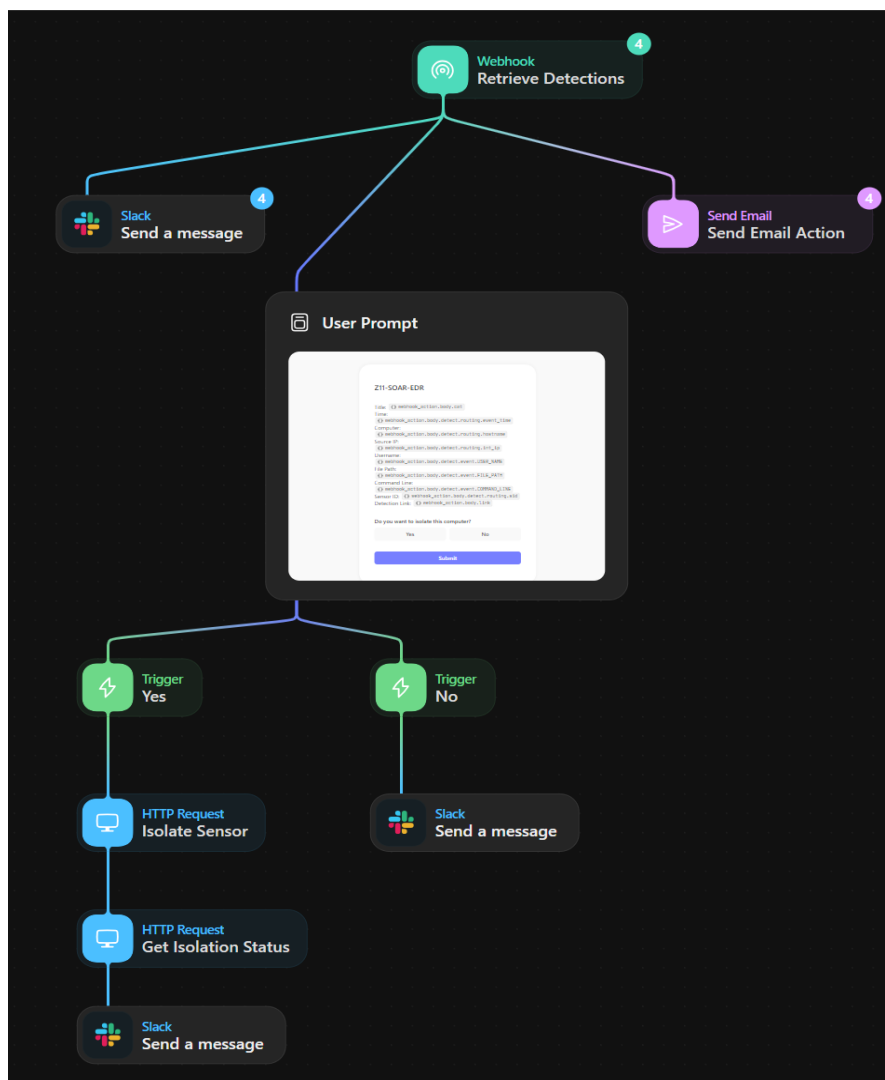 4
Webhook
Retrieve Detections
4
Slack
Send a message
4
Send Email
Send Email Action
User Prompt
Z11-SOAR-EDR
Title: webhook_action.body.cat
Time:
webhook_action.body.detect.routing.event_time
Computer:
webhook_action.body.detect.routing.hostname
Source IP:
webhook_action.body.detect.routing.int_ip
Username:
webhook_action.body.detect.event.USER_NAME
File Path:
webhook_action.body.detect.event.FILE_PATH
Command Line:
webhook_action.body.detect.event.COMMAND_LINE
Sensor ID: webhook_action.body.detect.routing.sid
Detection Link: webhook_action.body.link
Do you want to isolate this computer?
Yes No
Submit
Trigger
Yes
Trigger
No
HTTP Request
Isolate Sensor
Slack
Send a message
HTTP Request
Get Isolation Status
Slack
Send a message